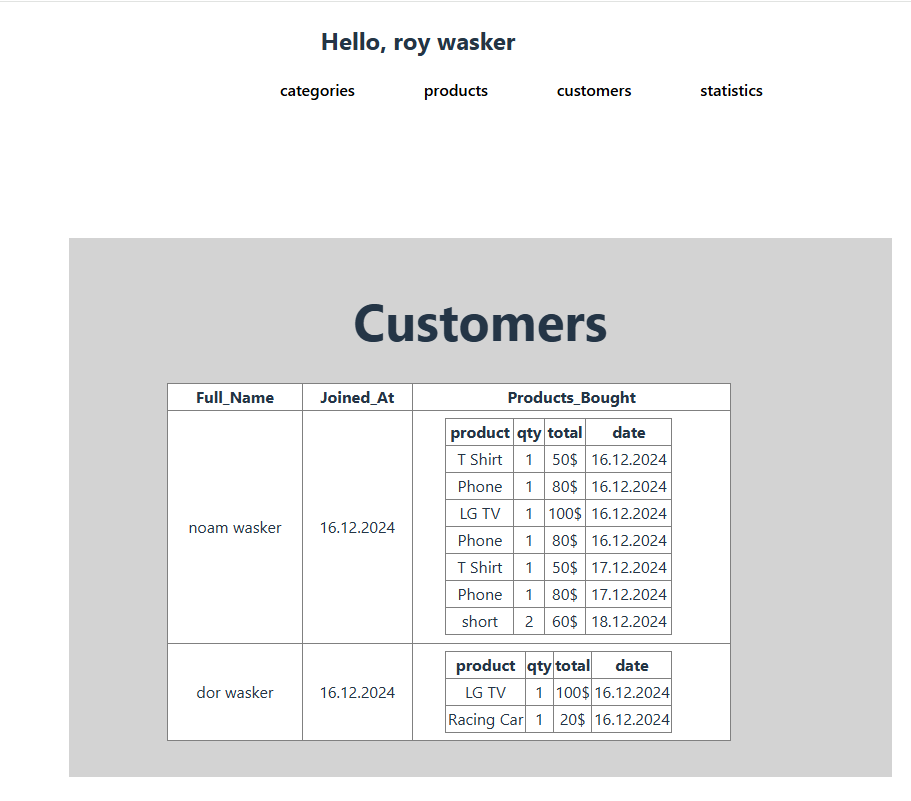 Hello, roy wasker
categories products customers statistics
Customers
Full_Name Joined_At Products_Bought
product qty total date
T Shirt 1 50$ 16.12.2024
Phone 1 80$ 16.12.2024
LG TV 1 100$ 16.12.2024
noam wasker 16.12.2024
Phone 1 80$ 16.12.2024
T Shirt 1 50$ 17.12.2024
Phone 1 80$ 17.12.2024
short 2 60$ 18.12.2024
product qty total date
dor wasker 16.12.2024 LG TV 1 100$ 16.12.2024
Racing Car 1 20$ 16.12.2024